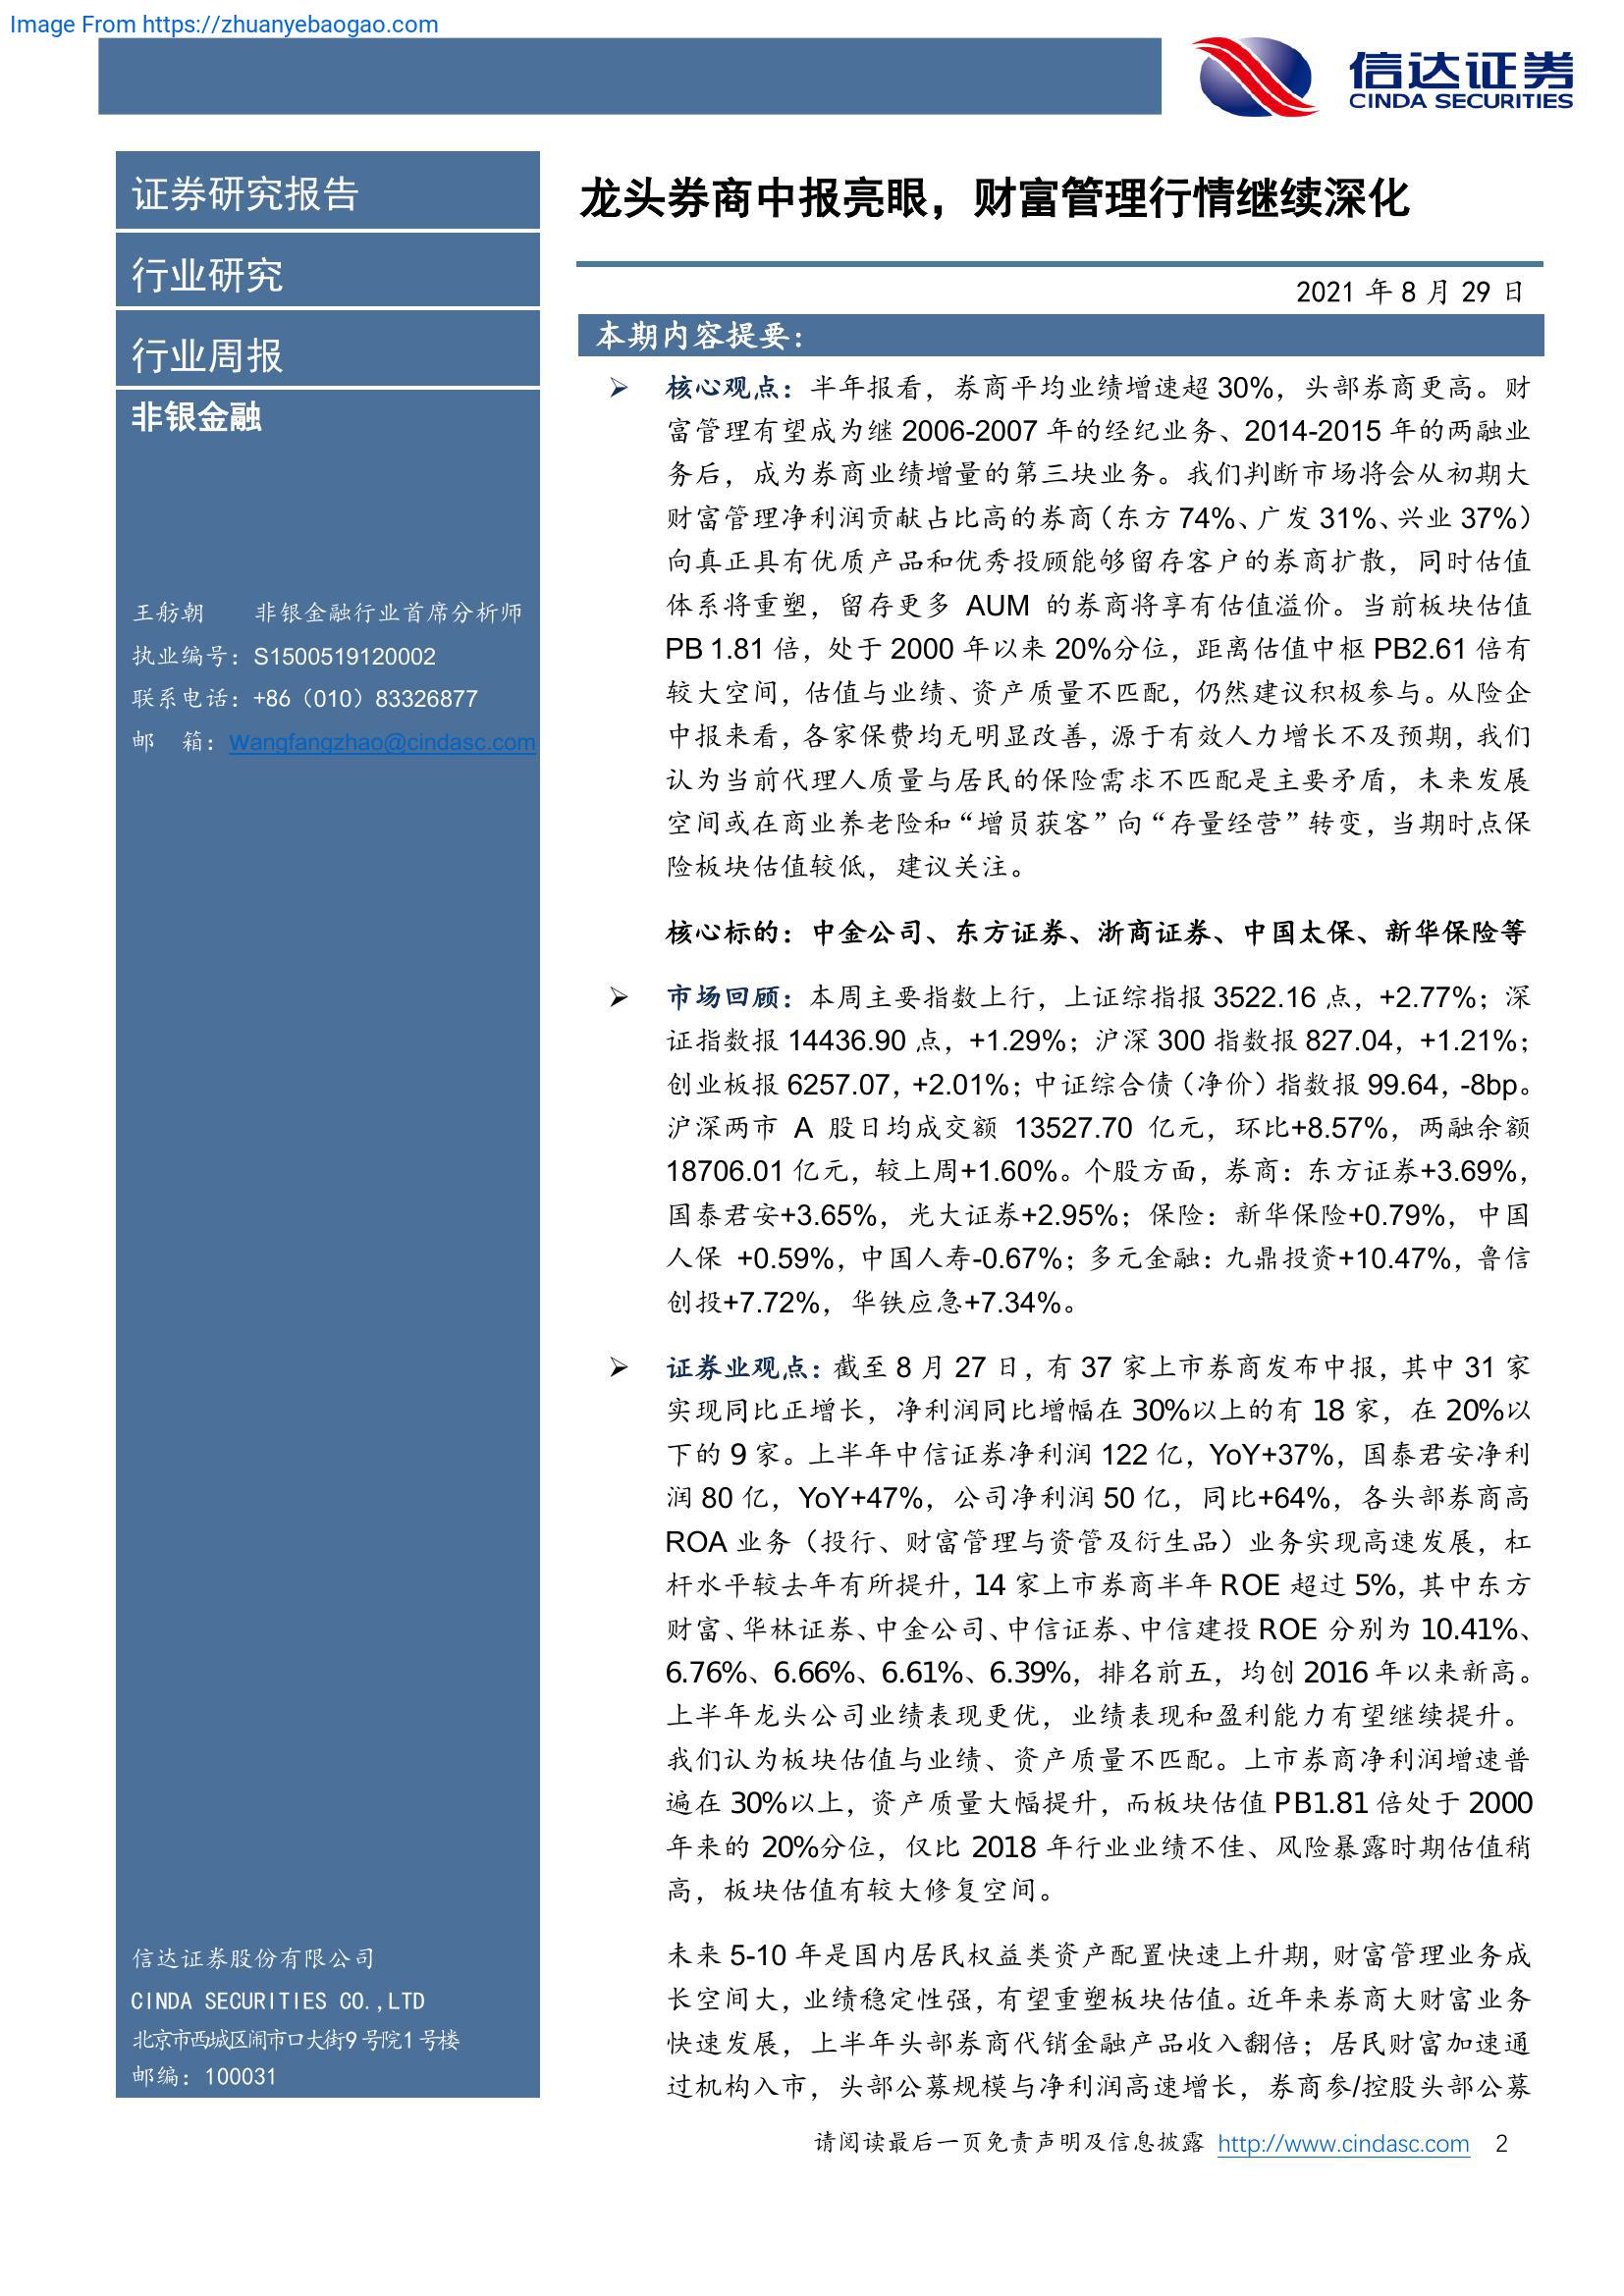 Image From https://zhuanyebaogao.com
信达证券
CINDA SECURITIES
证券研究报告
行业研究
行业周报
非银金融
王舫朝 非银金融行业首席分析师
执业编号：S1500519120002
联系电话：+86（010）83326877
邮 箱：Wangfangzhao@cindasc.com
信达证券股份有限公司
CINDA SECURITIES CO.,LTD
北京市西城区闹市口大街9号院1号楼
邮编：100031
龙头券商中报亮眼，财富管理行情继续深化
2021 年 8 月 29 日
本期内容提要：
➢ 核心观点：半年报看，券商平均业绩增速超 30%，头部券商更高。财
富管理有望成为继 2006-2007 年的经纪业务、2014-2015 年的两融业
务后，成为券商业绩增量的第三块业务。我们判断市场将会从初期大
财富管理净利润贡献占比高的券商（东方 74%、广发 31%、兴业 37%）
向真正具有优质产品和优秀投顾能够留存客户的券商扩散，同时估值
体系将重塑，留存更多 AUM 的券商将享有估值溢价。当前板块估值
PB 1.81 倍，处于 2000 年以来 20%分位，距离估值中枢 PB2.61 倍有
较大空间，估值与业绩、资产质量不匹配，仍然建议积极参与。从险企
中报来看，各家保费均无明显改善，源于有效人力增长不及预期，我们
认为当前代理人质量与居民的保险需求不匹配是主要矛盾，未来发展
空间或在商业养老险和“增员获客”向“存量经营”转变，当期时点保
险板块估值较低，建议关注。
核心标的：中金公司、东方证券、浙商证券、中国太保、新华保险等
➢ 市场回顾：本周主要指数上行，上证综指报 3522.16 点，+2.77%；深
证指数报 14436.90 点，+1.29%；沪深 300 指数报 827.04，+1.21%；
创业板报 6257.07，+2.01%；中证综合债（净价）指数报 99.64，-8bp。
沪深两市 A 股日均成交额 13527.70 亿元，环比+8.57%，两融余额
18706.01 亿元，较上周+1.60%。个股方面，券商：东方证券+3.69%，
国泰君安+3.65%，光大证券+2.95%；保险：新华保险+0.79%，中国
人保 +0.59%，中国人寿-0.67%；多元金融：九鼎投资+10.47%，鲁信
创投+7.72%，华铁应急+7.34%。
➢ 证券业观点：截至 8 月 27 日，有 37 家上市券商发布中报，其中 31 家
实现同比正增长，净利润同比增幅在 30%以上的有 18 家，在 20%以
下的 9 家。上半年中信证券净利润 122 亿，YoY+37%，国泰君安净利
润 80 亿，YoY+47%，公司净利润 50 亿，同比+64%，各头部券商高
ROA 业务（投行、财富管理与资管及衍生品）业务实现高速发展，杠
杆水平较去年有所提升，14 家上市券商半年 ROE 超过 5%，其中东方
财富、华林证券、中金公司、中信证券、中信建投 ROE 分别为 10.41%、
6.76%、6.66%、6.61%、6.39%，排名前五，均创 2016 年以来新高。
上半年龙头公司业绩表现更优，业绩表现和盈利能力有望继续提升。
我们认为板块估值与业绩、资产质量不匹配。上市券商净利润增速普
遍在 30%以上，资产质量大幅提升，而板块估值 PB1.81 倍处于 2000
年来的 20%分位，仅比 2018 年行业业绩不佳、风险暴露时期估值稍
高，板块估值有较大修复空间。
未来 5-10 年是国内居民权益类资产配置快速上升期，财富管理业务成
长空间大，业绩稳定性强，有望重塑板块估值。近年来券商大财富业务
快速发展，上半年头部券商代销金融产品收入翻倍；居民财富加速通
过机构入市，头部公募规模与净利润高速增长，券商参/控股头部公募
请阅读最后一页免责声明及信息披露 http://www.cindasc.com 2